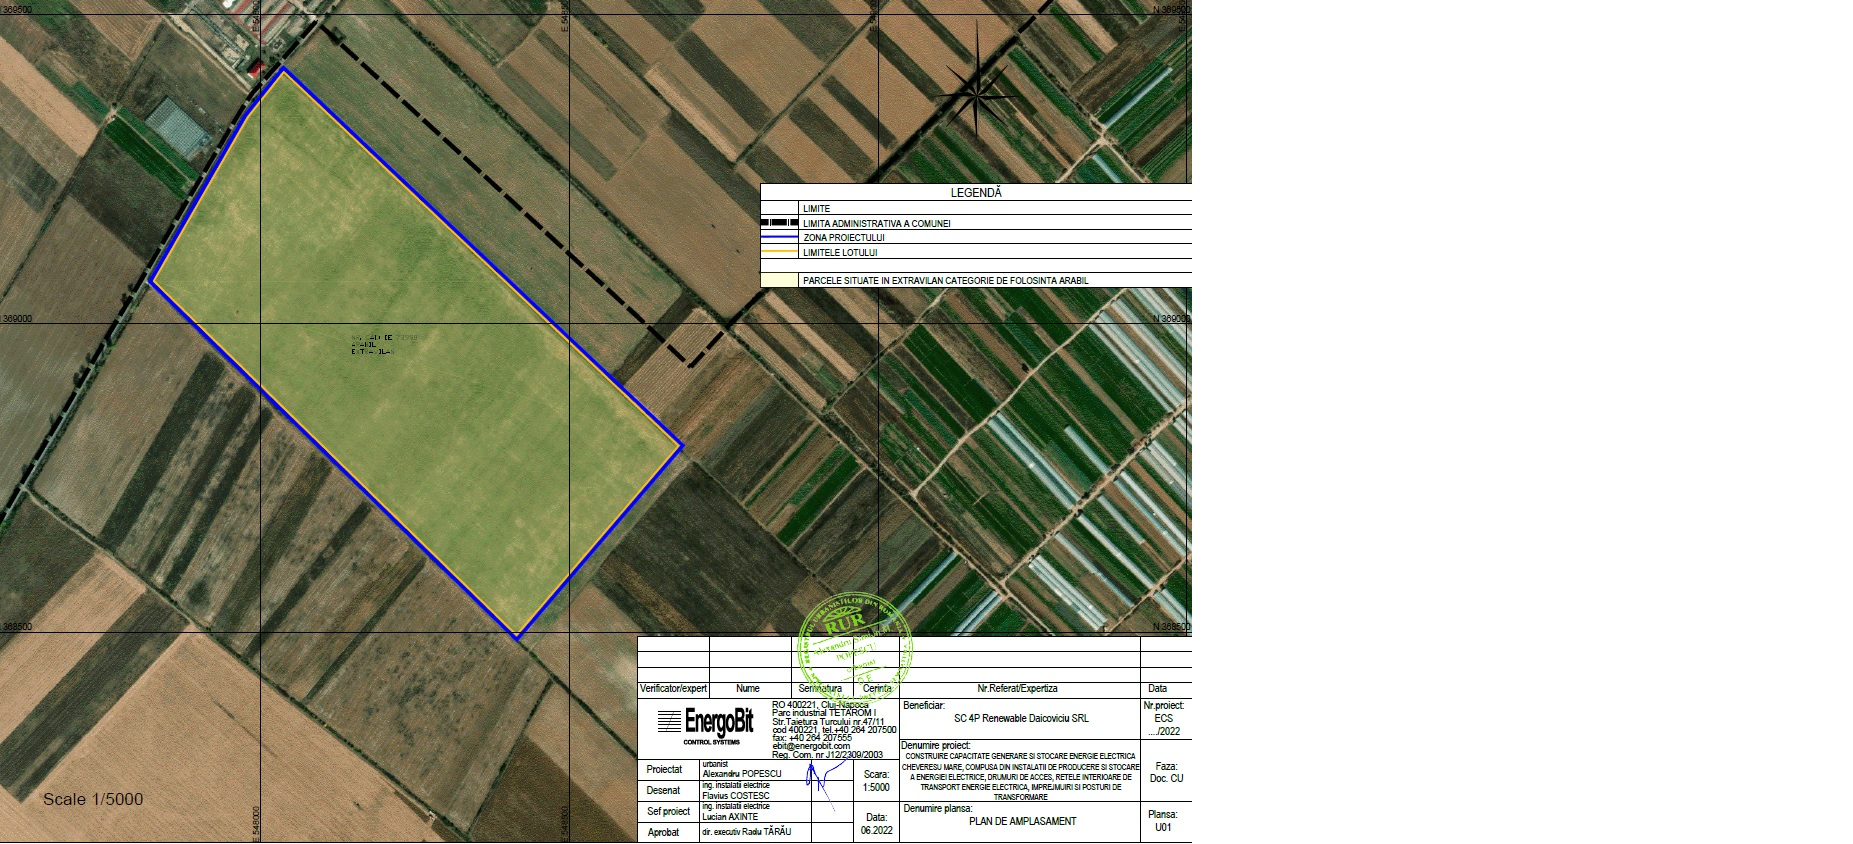 N 369500
N 369500
LEGENDĂ
LIMITE
LIMITA ADMINISTRATIVA A COMUNEI
ZONA PROIECTULUI
LIMITELE LOTULUI
PARCELE SITUATE IN EXTRAVILAN CATEGORIE DE FOLOSINTA ARABIL
N 369000
N 369000
ARABIL
EXTRAVILAN
N 368500
N 368500
RUR
Verificator/expert Nume Semnatura Cerinta Nr.Referat/Expertiza Data
EnergoBit
CONTROL SYSTEMS
RO 400221, Cluj-Napoca
Parc industrial TETAROM I
Str.Taietura Turcului nr.47/11
cod 400221, tel.+40 264 207500
fax: +40 264 207555
ebit@energobit.com
Reg. Com. nr J12/2309/2003
Beneficiar:
SC 4P Renewable Daicoviciu SRL
Nr.proiect:
ECS
..../2022
Denumire proiect:
CONSTRUIRE CAPACITATE GENERARE SI STOCARE ENERGIE ELECTRICA
CHEVERESU MARE, COMPUSA DIN INSTALATII DE PRODUCERE SI STOCARE
A ENERGIEI ELECTRICE, DRUMURI DE ACCES, RETELE INTERIOARE DE
TRANSPORT ENERGIE ELECTRICA, IMPREJMUIRI SI POSTURI DE
TRANSFORMARE
Faza:
Doc. CU
Proiectat
urbanist
Alexandru POPESCU
Desenat
ing. instalatii electrice
Flavius COSTESC
Sef proiect
ing. instalatii electrice
Lucian AXINTE
Aprobat
dir. executiv Radu TĂRĂU
Scara:
1:5000
Data:
06.2022
Denumire plansa:
PLAN DE AMPLASAMENT
Plansa:
U01
Scale 1/5000
E 548000
E 548500